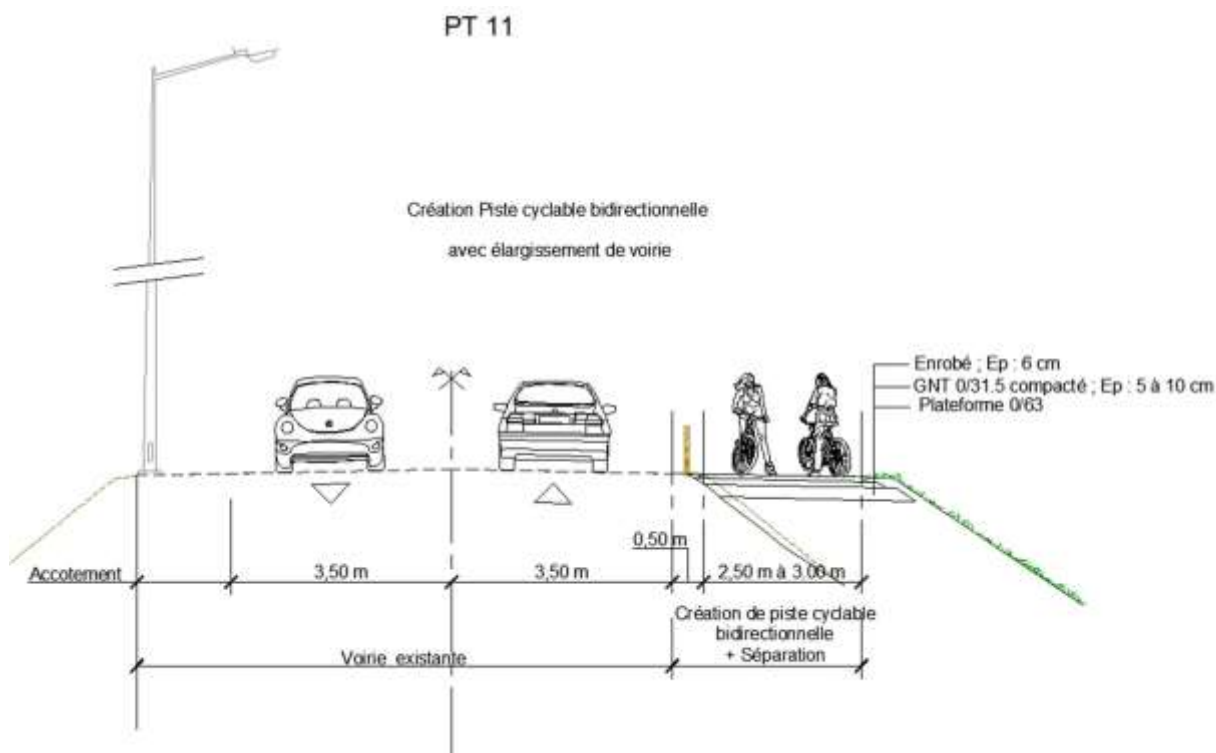 PT 11
Création Piste cyclable bidirectionnelle
avec élargissement de voirie
Enrobé ; Ep : 6 cm
GNT 0/31.5 compacté ; Ep : 5 à 10 cm
Plateforme 0/63
0,50 m
Accotement
3,50 m
3,50 m
2,50 m à 3.00 m
Création de piste cyclable
bidirectionnelle
+ Séparation
Voirie existante